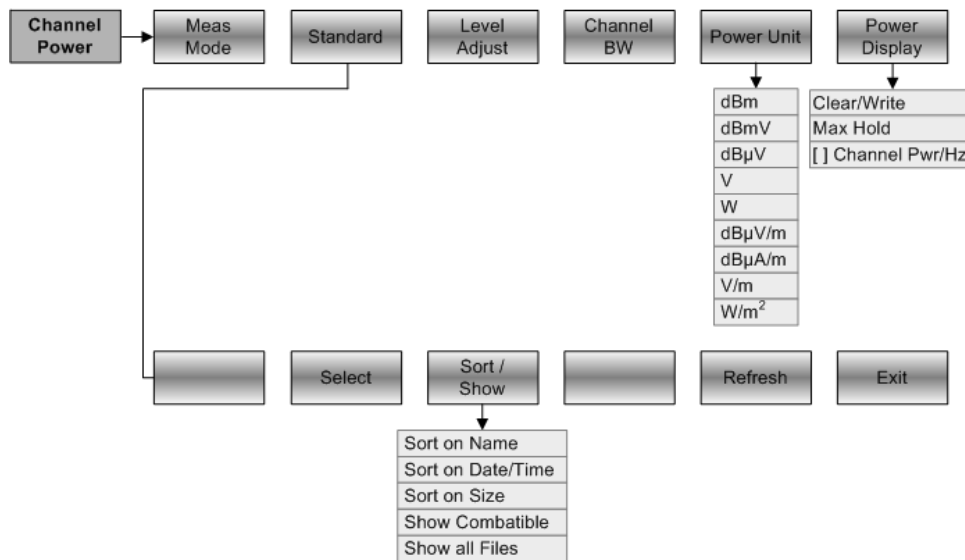 Channel
Power
Meas
Mode
Standard
Level
Adjust
Channel
BW
Power Unit
Power
Display
dBm
dBmV
dBµV
V
W
dBµV/m
dBµA/m
V/m
W/m²
Clear/Write
Max Hold
[ ] Channel Pwr/Hz
Select
Sort /
Show
Refresh
Exit
Sort on Name
Sort on Date/Time
Sort on Size
Show Combatible
Show all Files